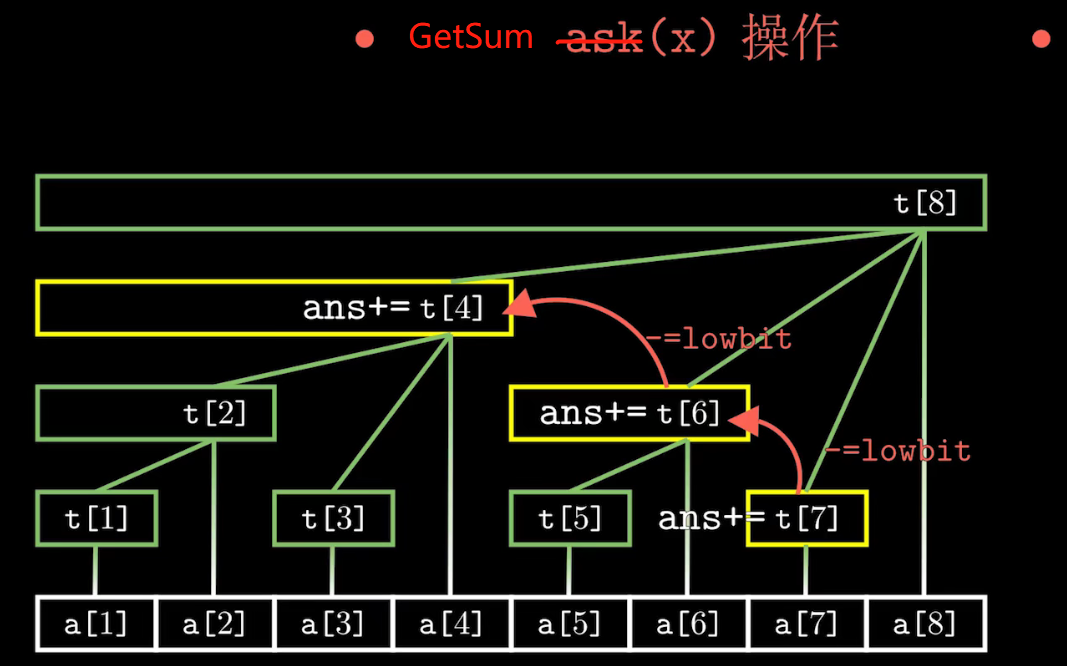 GetSum ask(x) 操作
t[8]
ans+= t[4]
-=lowbit
t[2]
ans+= t[6]
-=lowbit
t[1]
t[3]
t[5]
ans+= t[7]
a[1] a[2] a[3] a[4] a[5] a[6] a[7] a[8]